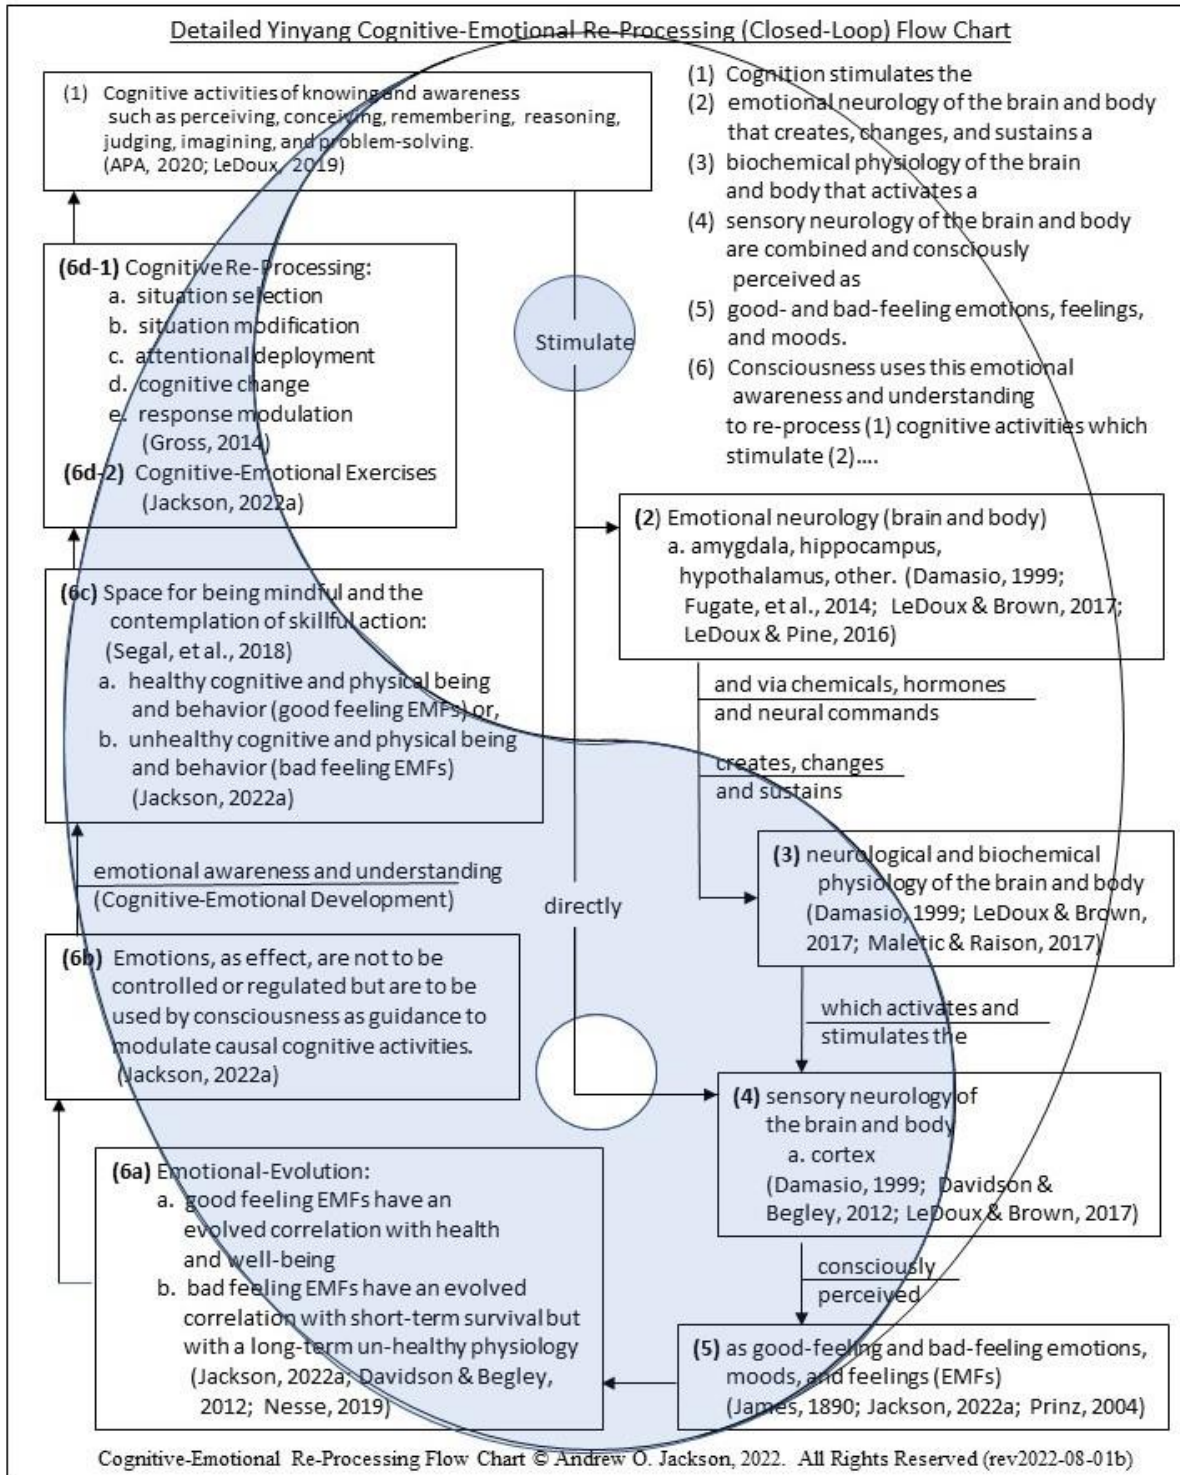 Detailed Yinyang Cognitive-Emotional Re-Processing (Closed-Loop) Flow Chart
(1) Cognitive activities of knowing and awareness
such as perceiving, conceiving, remembering, reasoning,
judging, imagining, and problem-solving.
(APA, 2020; LeDoux, 2019)
(1) Cognition stimulates the
(2) emotional neurology of the brain and body
that creates, changes, and sustains a
(3) biochemical physiology of the brain
and body that activates a
(4) sensory neurology of the brain and body
are combined and consciously
perceived as
(5) good- and bad-feeling emotions, feelings,
and moods.
(6) Consciousness uses this emotional
awareness and understanding
to re-process (1) cognitive activities which
stimulate (2)....
Stimulate
directly
(2) Emotional neurology (brain and body)
a. amygdala, hippocampus,
hypothalamus, other. (Damasio, 1999;
Fugate, et al., 2014; LeDoux & Brown, 2017;
LeDoux & Pine, 2016)
and via chemicals, hormones
and neural commands
creates, changes
and sustains
(3) neurological and biochemical
physiology of the brain and body
(Damasio, 1999; LeDoux & Brown,
2017; Maletic & Raison, 2017)
which activates and
stimulates the
(4) sensory neurology of
the brain and body
a. cortex
(Damasio, 1999; Davidson &
Begley, 2012; LeDoux & Brown, 2017)
consciously
perceived
(5) as good-feeling and bad-feeling emotions,
moods, and feelings (EMFs)
(James, 1890; Jackson, 2022a; Prinz, 2004)
(6a) Emotional-Evolution:
a. good feeling EMFs have an
evolved correlation with health
and well-being
b. bad feeling EMFs have an evolved
correlation with short-term survival but
with a long-term un-healthy physiology
(Jackson, 2022a; Davidson & Begley,
2012; Nesse, 2019)
(6b) Emotions, as effect, are not to be
controlled or regulated but are to be
used by consciousness as guidance to
modulate causal cognitive activities.
(Jackson, 2022a)
emotional awareness and understanding
(Cognitive-Emotional Development)
(6c) Space for being mindful and the
contemplation of skillful action:
(Segal, et al., 2018)
a. healthy cognitive and physical being
and behavior (good feeling EMFs) or,
b. unhealthy cognitive and physical being
and behavior (bad feeling EMFs)
(Jackson, 2022a)
(6d-1) Cognitive Re-Processing:
a. situation selection
b. situation modification
c. attentional deployment
d. cognitive change
e. response modulation
(Gross, 2014)
(6d-2) Cognitive-Emotional Exercises
(Jackson, 2022a)
Cognitive-Emotional Re-Processing Flow Chart © Andrew O. Jackson, 2022. All Rights Reserved (rev2022-08-01b)